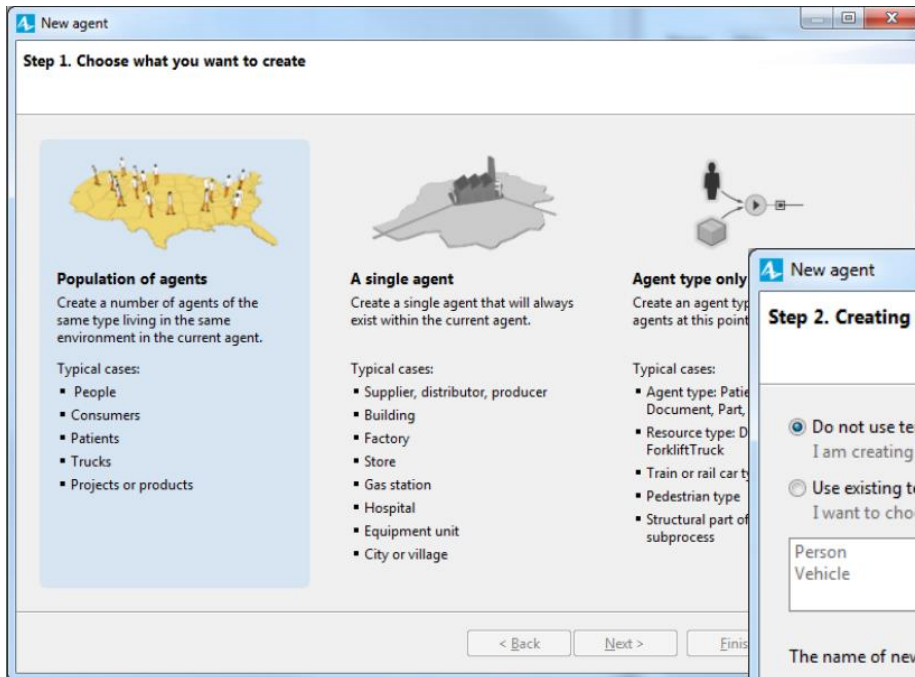 New agent
Step 1. Choose what you want to create
Population of agents
Create a number of agents of the
same type living in the same
environment in the current agent.
Typical cases:
▪ People
▪ Consumers
▪ Patients
▪ Trucks
▪ Projects or products
A single agent
Create a single agent that will always
exist within the current agent.
Typical cases:
▪ Supplier, distributor, producer
▪ Building
▪ Factory
▪ Store
▪ Gas station
▪ Hospital
▪ Equipment unit
▪ City or village
Agent type only
Create an agent typ
agents at this point
Typical cases:
▪ Agent type: Patie
Document, Part,
▪ Resource type: D
ForkliftTruck
▪ Train or rail car ty
▪ Pedestrian type
▪ Structural part of
subprocess
< Back
Next >
Finis
New agent
Step 2. Creating
Do not use te
I am creating
Use existing t
I want to cho
Person
Vehicle
The name of new